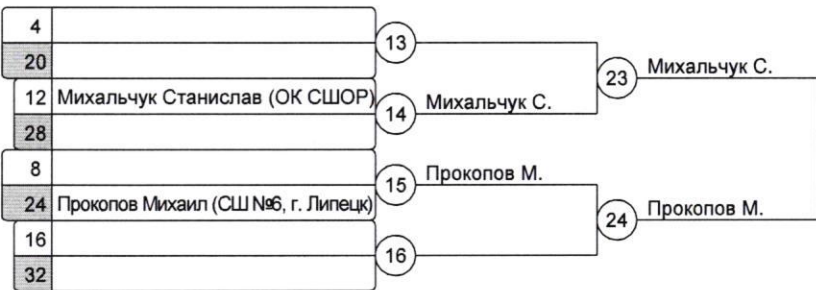 4
13
20
23 Михальчук С.
12 Михальчук Станислав (ОК СШОР)
14 Михальчук С.
28
8
15 Прокопов М.
24 Прокопов Михаил (СШ №6, г. Липецк)
24 Прокопов М.
16
16
32